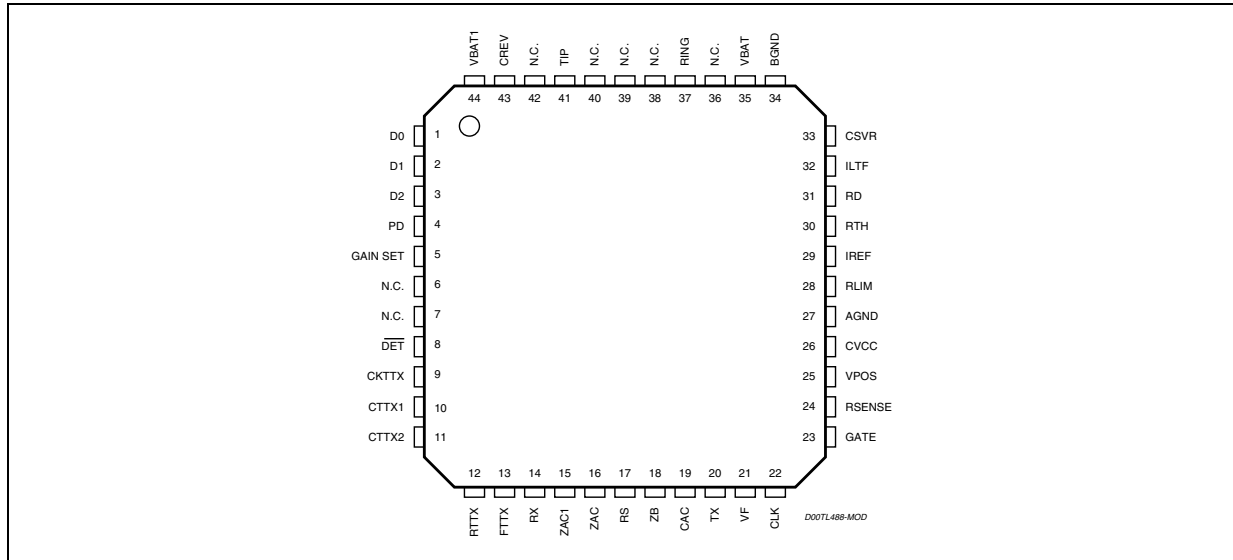 VBAT1 CREV N.C. TIP N.C. N.C. N.C. RING N.C. VBAT BGND
44 43 42 41 40 39 38 37 36 35 34
D0 1 33 CSVR
D1 2 32 ILTF
D2 3 31 RD
PD 4 30 RTH
GAIN SET 5 29 IREF
N.C. 6 28 RLIM
N.C. 7 27 AGND
DET 8 26 CVCC
CKTTX 9 25 VPOS
CTTX1 10 24 RSENSE
CTTX2 11 23 GATE
12 13 14 15 16 17 18 19 20 21 22
RTTX FTTX RX ZAC1 ZAC RS ZB CAC TX VF CLK
D00TL488-MOD